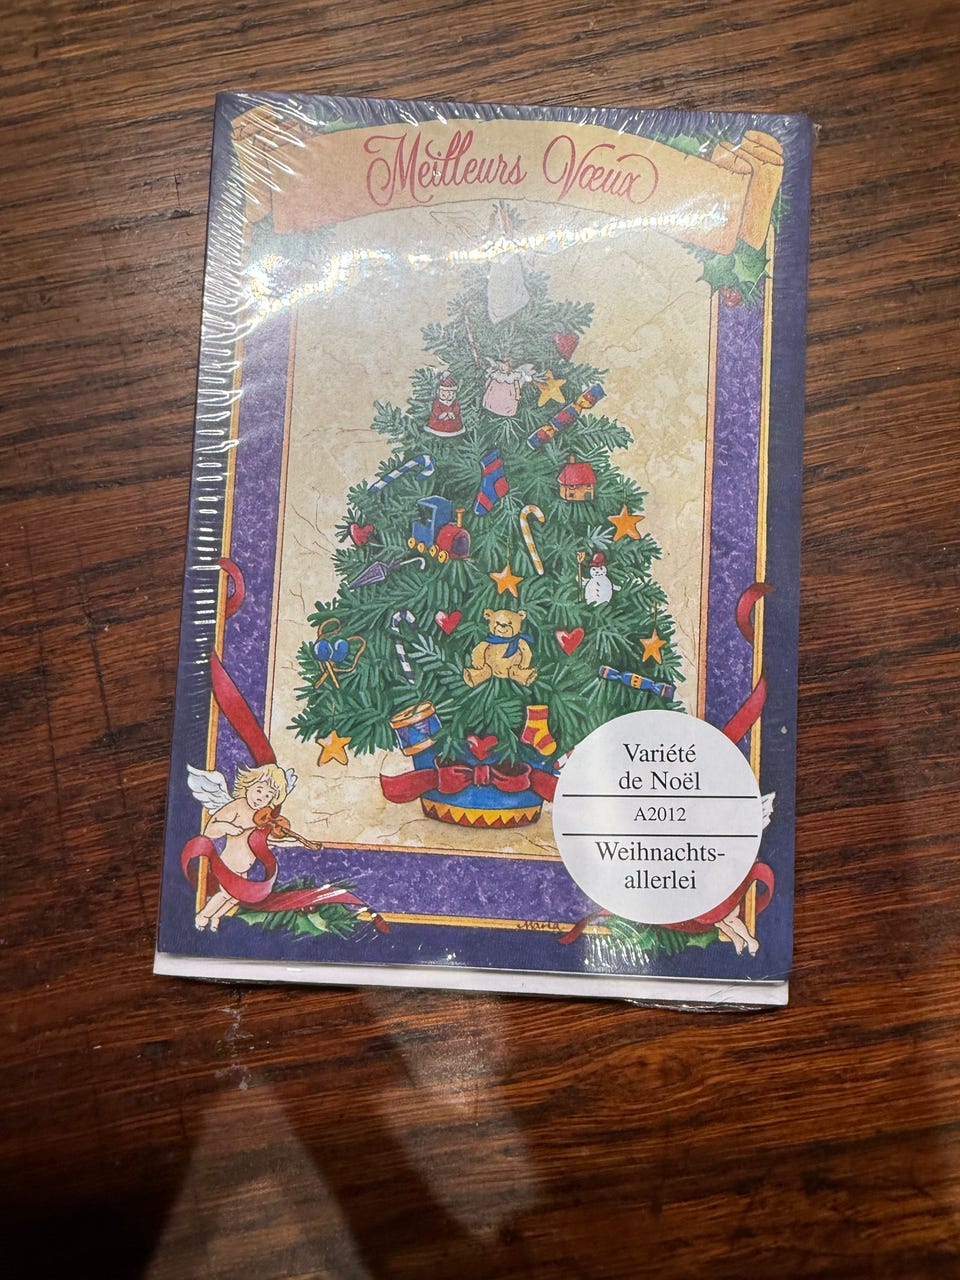 Meilleurs Vœux
Variété
de Noël
A2012
Weihnachts-
allerlei